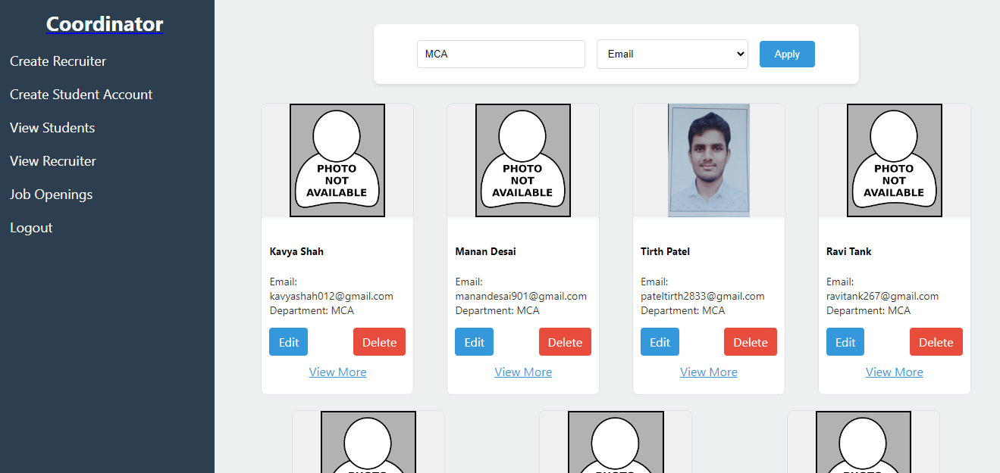 Coordinator
Create Recruiter
Create Student Account
View Students
View Recruiter
Job Openings
Logout
MCA
Email
Apply
PHOTO
NOT
AVAILABLE
Kavya Shah
Email:
kavyashah012@gmail.com
Department: MCA
Edit
Delete
View More
PHOTO
NOT
AVAILABLE
Manan Desai
Email:
manandesai901@gmail.com
Department: MCA
Edit
Delete
View More
Tirth Patel
Email:
pateltirth2833@gmail.com
Department: MCA
Edit
Delete
View More
PHOTO
NOT
AVAILABLE
Ravi Tank
Email:
ravitank267@gmail.com
Department: MCA
Edit
Delete
View More